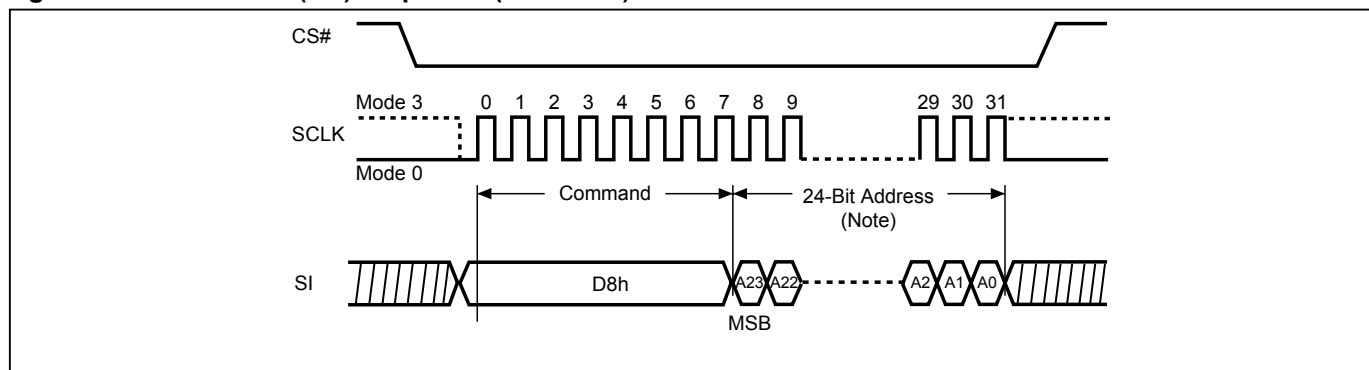 CS#
Mode 3 0 1 2 3 4 5 6 7 8 9 29 30 31
SCLK
Mode 0
Command 24-Bit Address
(Note)
SI D8h A23 A22 A2 A1 A0
MSB